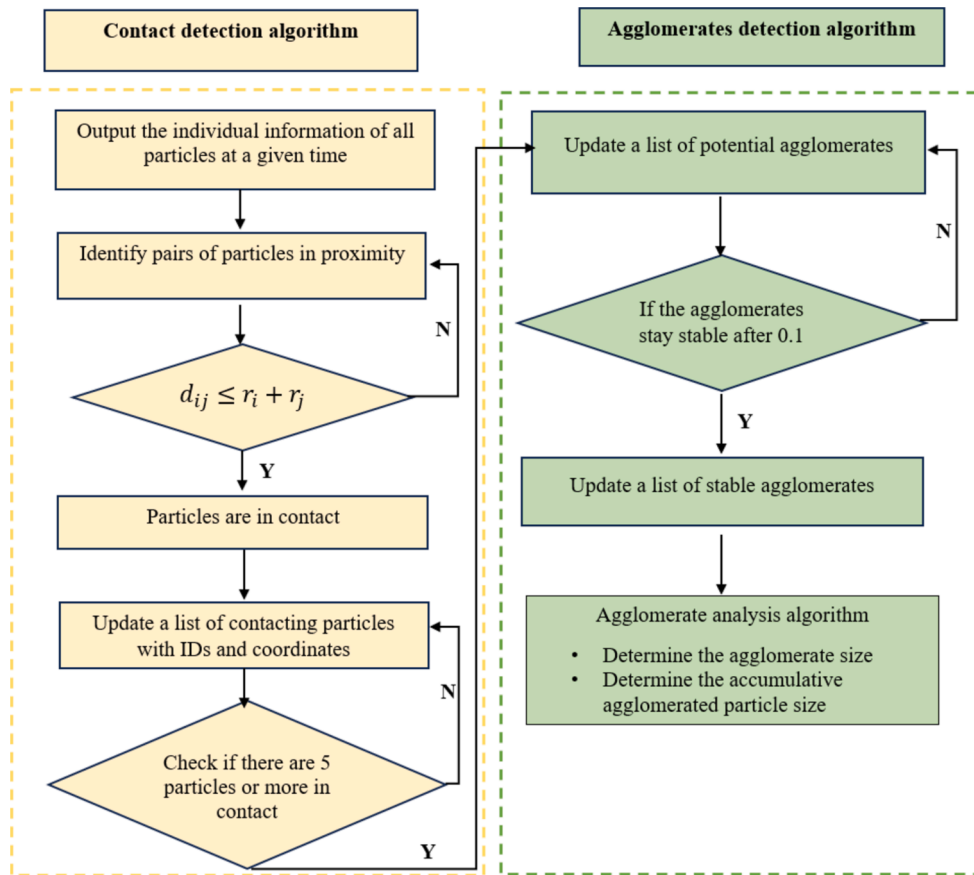 Contact detection algorithm
Output the individual information of all
particles at a given time
Identify pairs of particles in proximity
N
d_{ij} ≤ r_i + r_j
Y
Particles are in contact
Update a list of contacting particles
with IDs and coordinates
N
Check if there are 5
particles or more in
contact
Y
Agglomerates detection algorithm
Update a list of potential agglomerates
N
If the agglomerates
stay stable after 0.1
Y
Update a list of stable agglomerates
Agglomerate analysis algorithm
• Determine the agglomerate size
• Determine the accumulative
agglomerated particle size